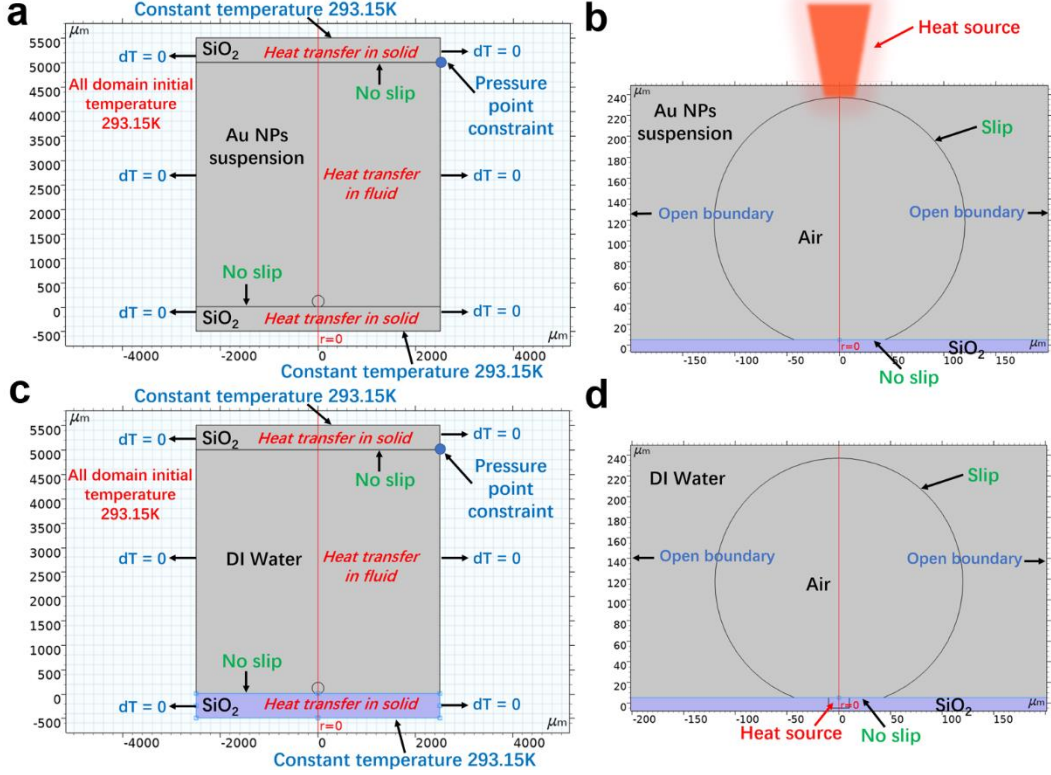 a
Constant temperature 293.15K
μm
5500
5000
4500
4000
3500
3000
2500
2000
1500
1000
500
0
-500
dT = 0
SiO2
Heat transfer in solid
dT = 0
All domain initial
temperature
293.15K
No slip
Pressure
point
constraint
Au NPs
suspension
dT = 0
Heat transfer
in fluid
dT = 0
No slip
dT = 0
SiO2
Heat transfer in solid
dT = 0
μm
r=0
-4000
-2000
0
2000
4000
Constant temperature 293.15K
b
Heat source
μm
240
220
200
180
160
140
120
100
80
60
40
20
0
Au NPs
suspension
Slip
Open boundary
Open boundary
Air
r=0
SiO2
μm
-150
-100
-50
0
50
100
150
No slip
c
Constant temperature 293.15K
μm
5500
5000
4500
4000
3500
3000
2500
2000
1500
1000
500
0
-500
dT = 0
SiO2
Heat transfer in solid
dT = 0
All domain initial
temperature
293.15K
No slip
Pressure
point
constraint
dT = 0
DI Water
Heat transfer
in fluid
dT = 0
No slip
dT = 0
SiO2
Heat transfer in solid
dT = 0
μm
r=0
-4000
-2000
0
2000
4000
Constant temperature 293.15K
d
μm
240
220
200
180
160
140
120
100
80
60
40
20
0
DI Water
Slip
Open boundary
Open boundary
Air
r=0
SiO2
μm
-200
-150
-100
-50
0
50
100
150
Heat source
No slip